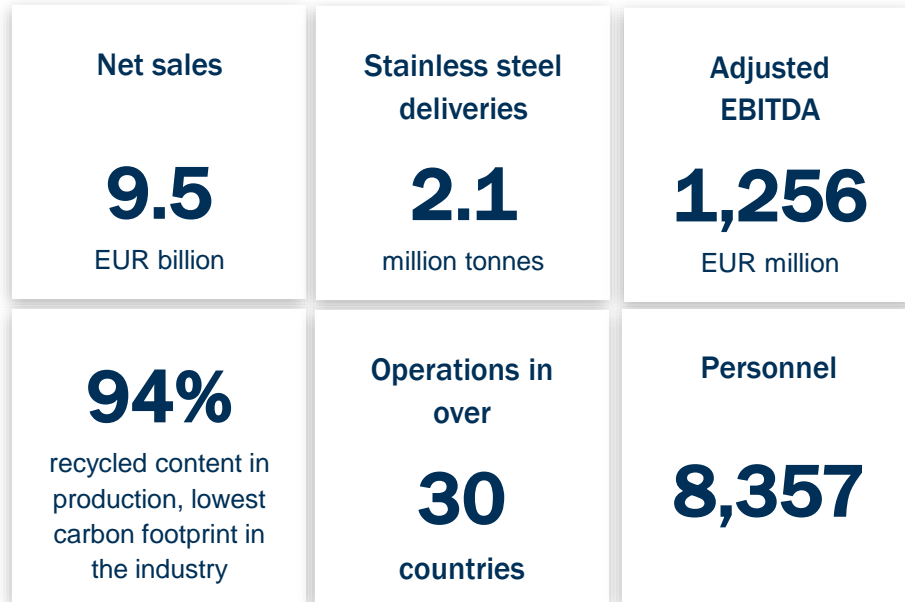 Net sales
9.5
EUR billion
Stainless steel
deliveries
2.1
million tonnes
Adjusted
EBITDA
1,256
EUR million
94%
recycled content in
production, lowest
carbon footprint in
the industry
Operations in
over
30
countries
Personnel
8,357